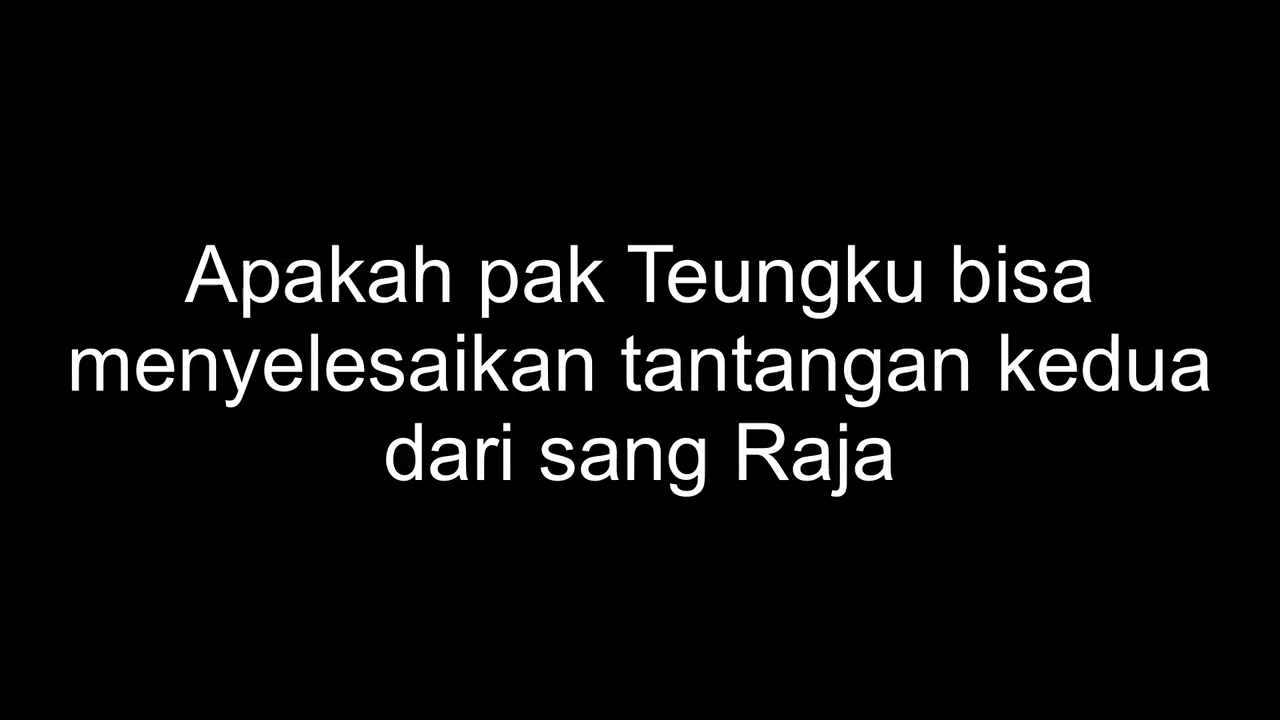 Apakah pak Teungku bisa
menyelesaikan tantangan kedua
dari sang Raja